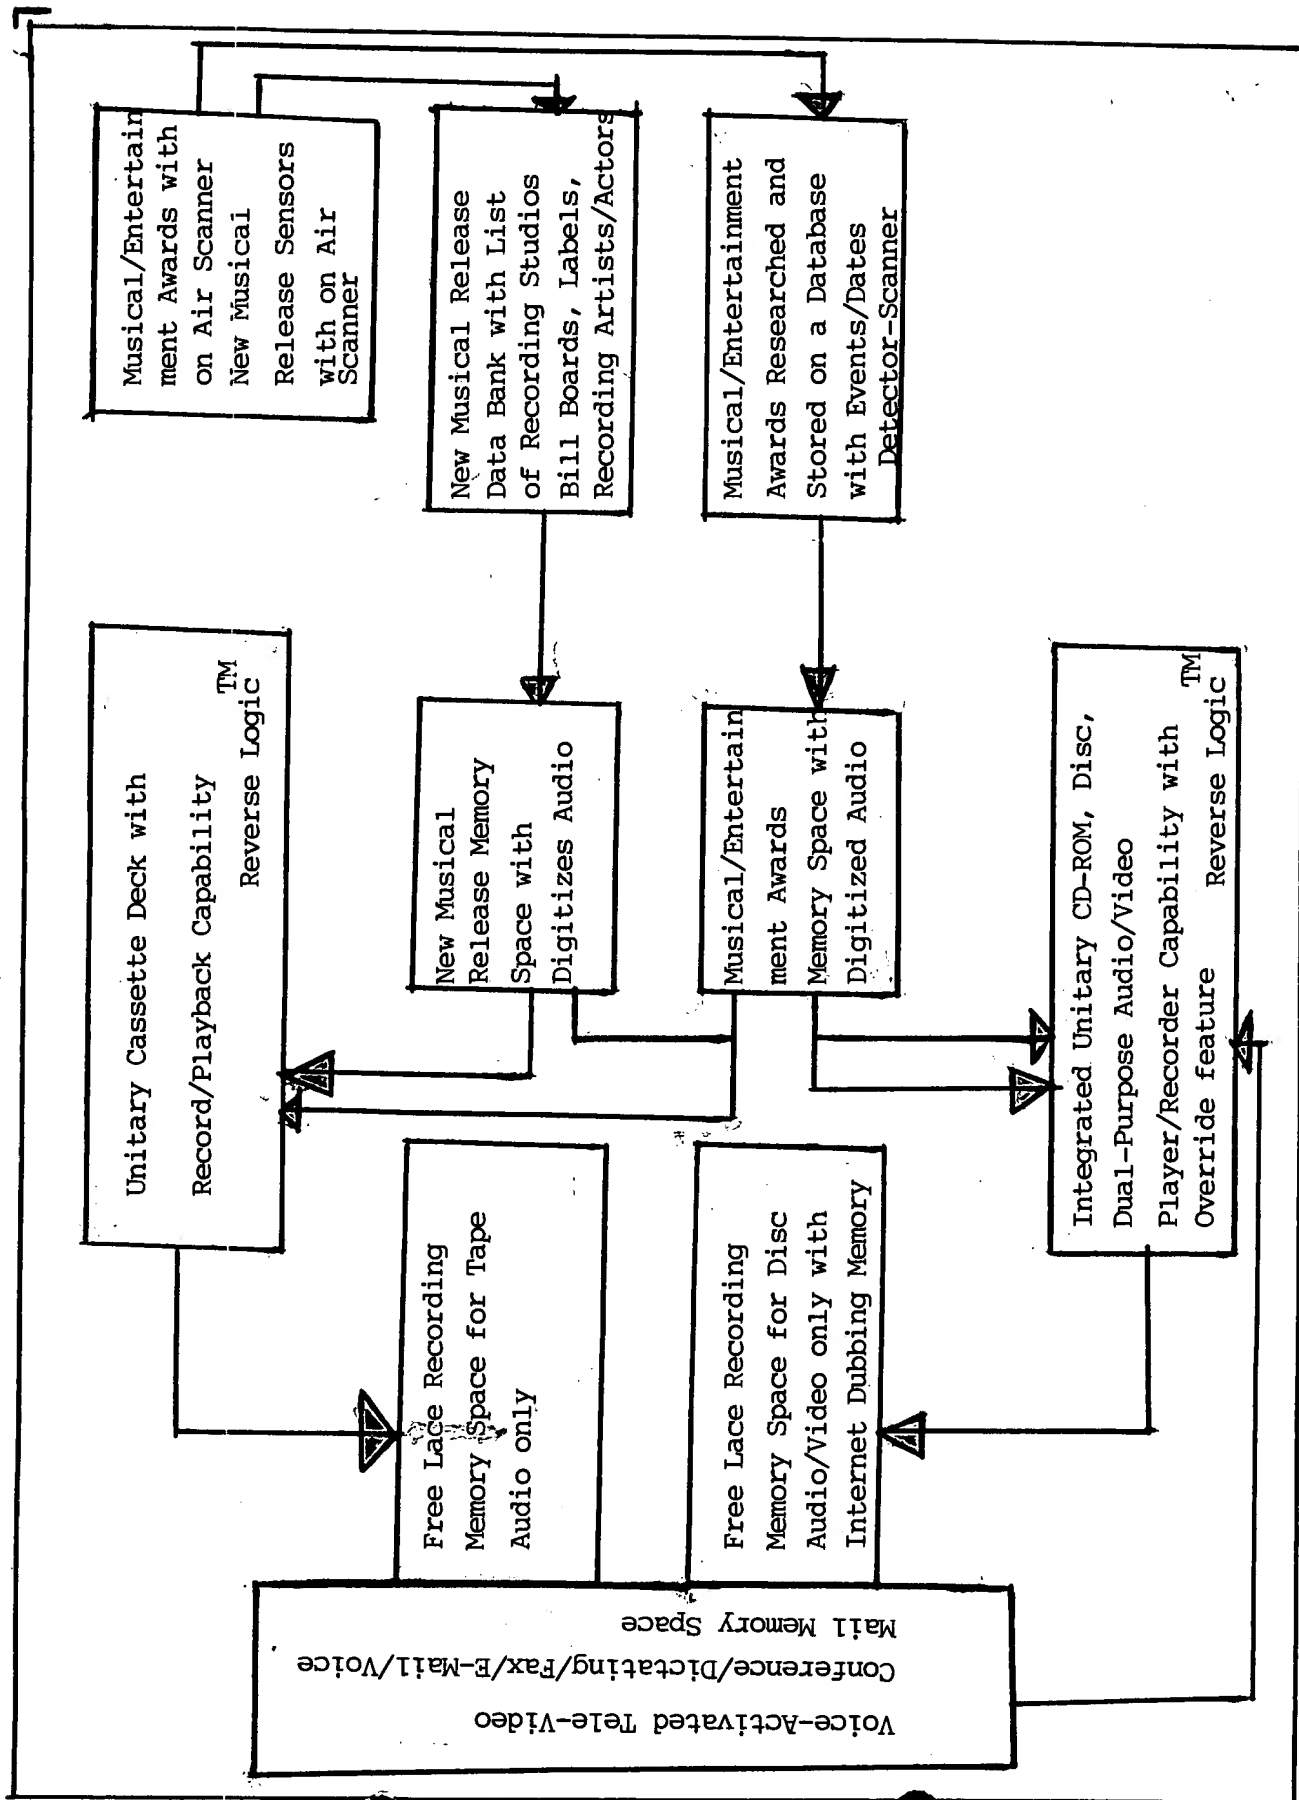 Musical/Entertain
ment Awards with
on Air Scanner
New Musical
Release Sensors
with on Air
Scanner
New Musical Release
Data Bank with List
of Recording Studios
Bill Boards, Labels,
Recording Artists/Actors
Musical/Entertainment
Awards Researched and
Stored on a Database
with Events/Dates
Detector-Scanner
Unitary Cassette Deck with
Record/Playback Capability
Reverse Logic TM
New Musical
Release Memory
Space with
Digitizes Audio
Musical/Entertain
ment Awards
Memory Space with
Digitized Audio
Integrated Unitary CD-ROM, Disc,
Dual-Purpose Audio/Video
Player/Recorder Capability with
Override feature Reverse Logic TM
Free Lace Recording
Memory Space for Tape
Audio only
Free Lace Recording
Memory Space for Disc
Audio/Video only with
Internet Dubbing Memory
Voice-Activated Tele-Video
Conference/Dictating/Fax/E-Mail/Voice
Mail Memory Space